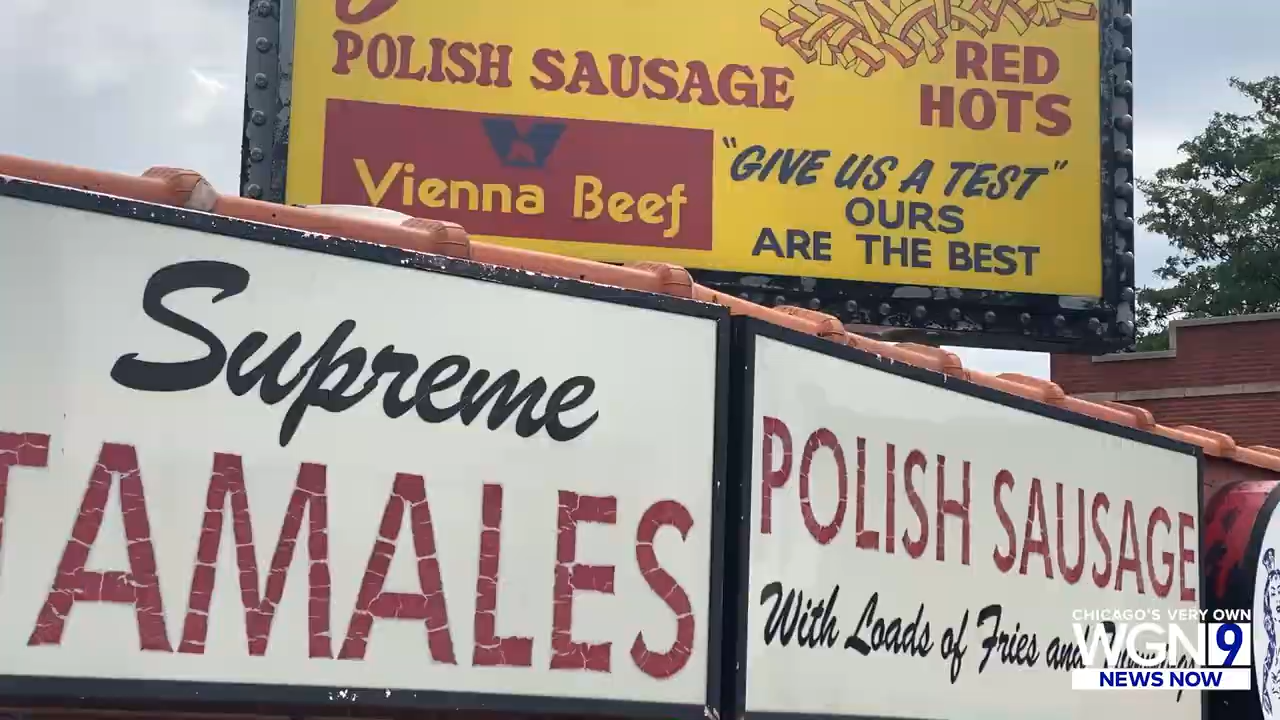 POLISH SAUSAGE
RED
HOTS
Vienna Beef
"GIVE US A TEST"
OURS
ARE THE BEST
Supreme
TAMALES
POLISH SAUSAGE
With Loads of Fries and
CHICAGO'S VERY OWN
WGN 9
NEWS NOW